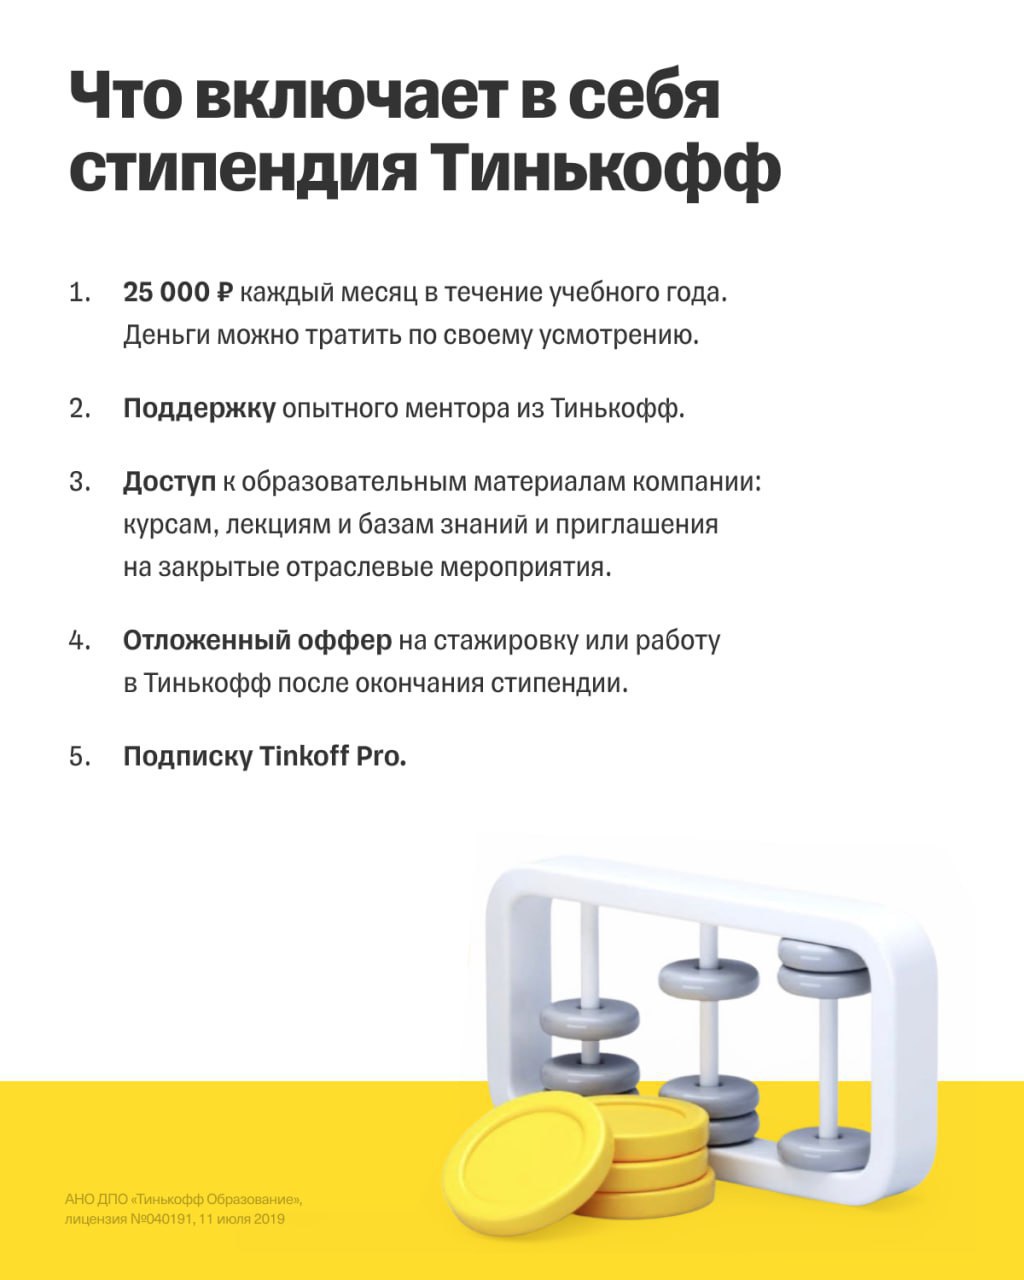 Что включает в себя
стипендия Тинькофф
1. 25 000 ₽ каждый месяц в течение учебного года.
Деньги можно тратить по своему усмотрению.
2. Поддержку опытного ментора из Тинькофф.
3. Доступ к образовательным материалам компании:
курсам, лекциям и базам знаний и приглашения
на закрытые отраслевые мероприятия.
4. Отложенный оффер на стажировку или работу
в Тинькофф после окончания стипендии.
5. Подписку Tinkoff Pro.
АНО ДПО «Тинькофф Образование»,
лицензия №040191, 11 июля 2019